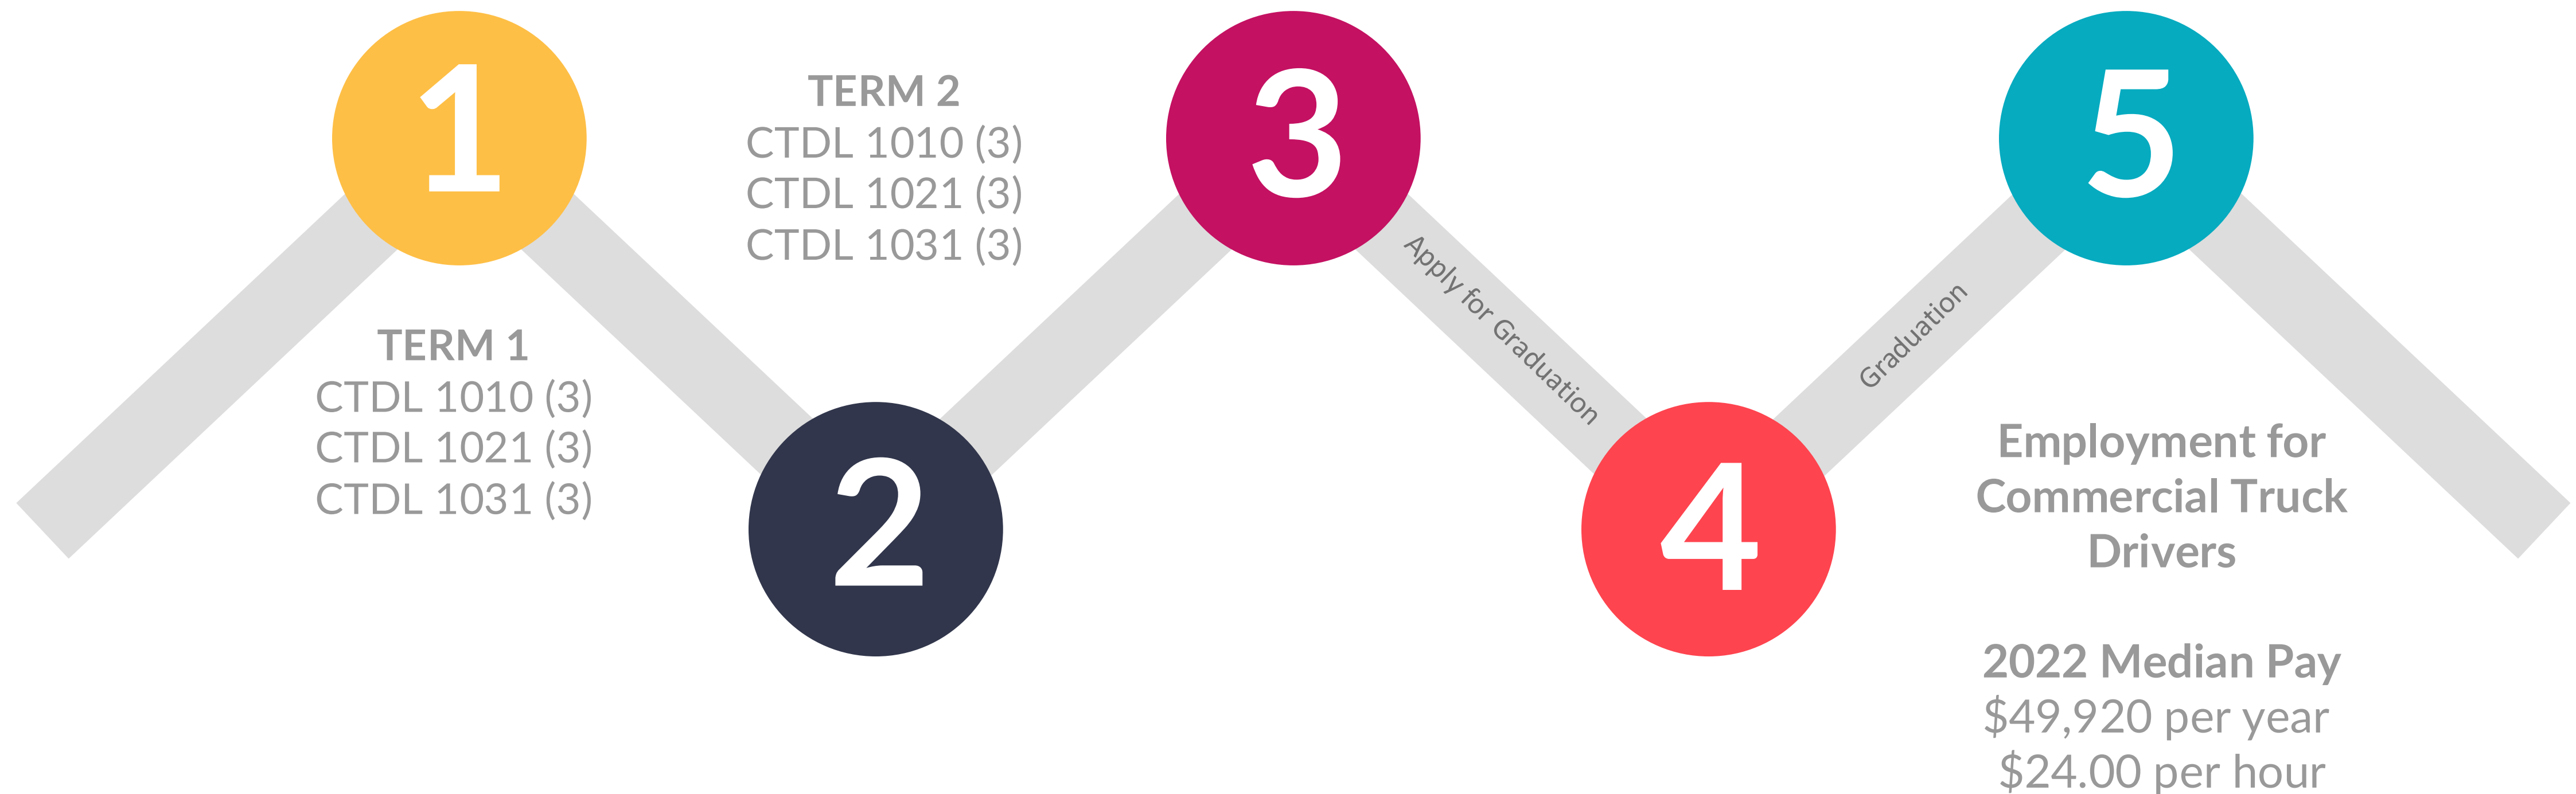 1
TERM 1
CTDL 1010 (3)
CTDL 1021 (3)
CTDL 1031 (3)
TERM 2
CTDL 1010 (3)
CTDL 1021 (3)
CTDL 1031 (3)
2
3
Apply for Graduation
4
Graduation
5
Employment for
Commercial Truck
Drivers
2022 Median Pay
$49,920 per year
$24.00 per hour